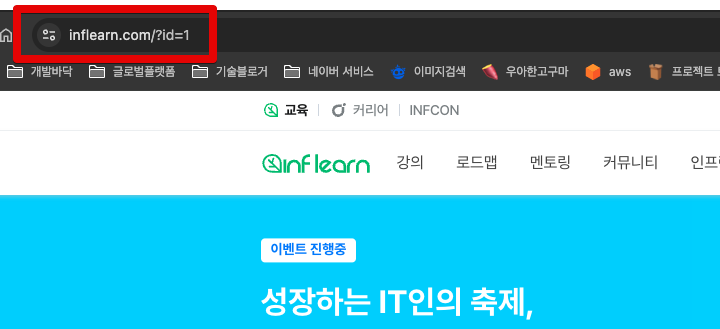 inflearn.com/?id=1
개발바닥 글로벌플랫폼 기술블로거 네이버 서비스 이미지검색 우아한고구마 aws 프로젝트
교육 커리어 INFCON
inflearn 강의 로드맵 멘토링 커뮤니티 인프
이벤트 진행중
성장하는 IT인의 축제,